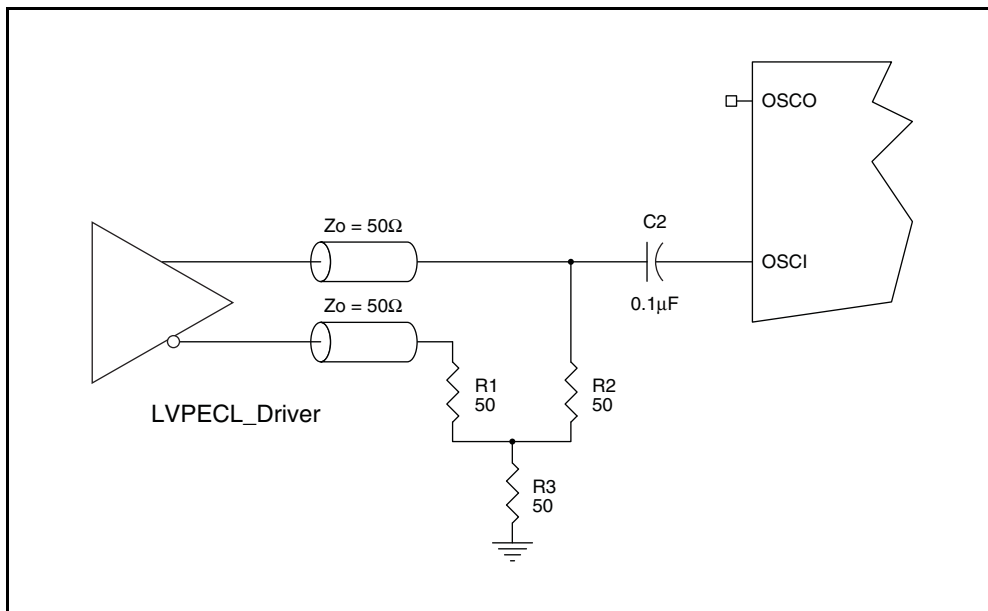 OSCO
Zo = 50Ω
C2
OSCI
0.1µF
Zo = 50Ω
R1
50
R2
50
LVPECL_Driver
R3
50